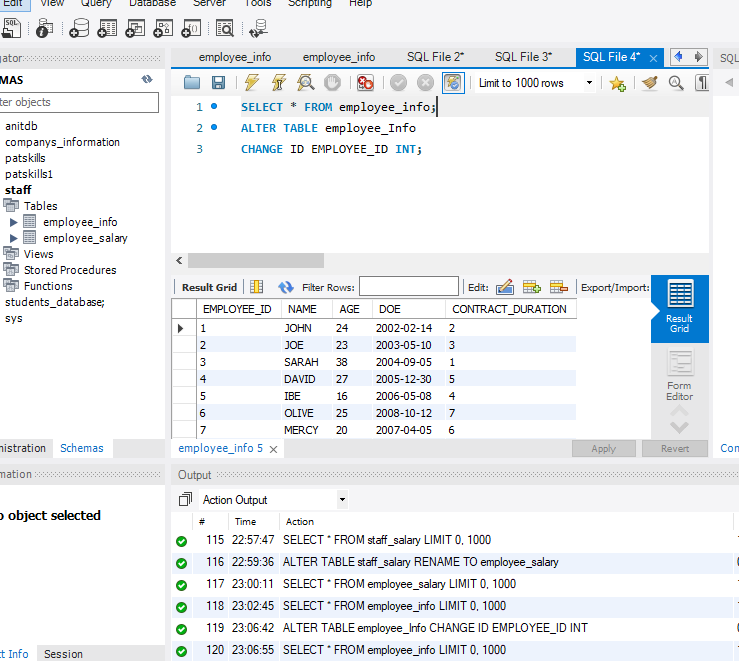 Edit View Query Database Server Tools Scripting Help
gator
employee_info employee_info SQL File 2* SQL File 3* SQL File 4* SQL
MAS
Limit to 1000 rows
ter objects
1 SELECT * FROM employee_info;
2 ALTER TABLE employee_Info
3 CHANGE ID EMPLOYEE_ID INT;
anitdb
companys_information
patskills
patskills1
staff
Tables
employee_info
employee_salary
Views
Stored Procedures
Functions
students_database;
sys
Result Grid Filter Rows: Edit: Export/Import:
EMPLOYEE_ID NAME AGE DOE CONTRACT_DURATION
1 JOHN 24 2002-02-14 2
2 JOE 23 2003-05-10 3
3 SARAH 38 2004-09-05 1
4 DAVID 27 2005-12-30 5
5 IBE 16 2006-05-08 4
6 OLIVE 25 2008-10-12 7
7 MERCY 20 2007-04-05 6
Result
Grid
Form
Editor
nistration Schemas
employee_info 5 Apply Revert Con
mation
o object selected
Output
Action Output
# Time Action
115 22:57:47 SELECT * FROM staff_salary LIMIT 0, 1000
116 22:59:36 ALTER TABLE staff_salary RENAME TO employee_salary
117 23:00:11 SELECT * FROM employee_salary LIMIT 0, 1000
118 23:02:45 SELECT * FROM employee_info LIMIT 0, 1000
119 23:06:42 ALTER TABLE employee_Info CHANGE ID EMPLOYEE_ID INT
120 23:06:55 SELECT * FROM employee_info LIMIT 0, 1000
ct Info Session